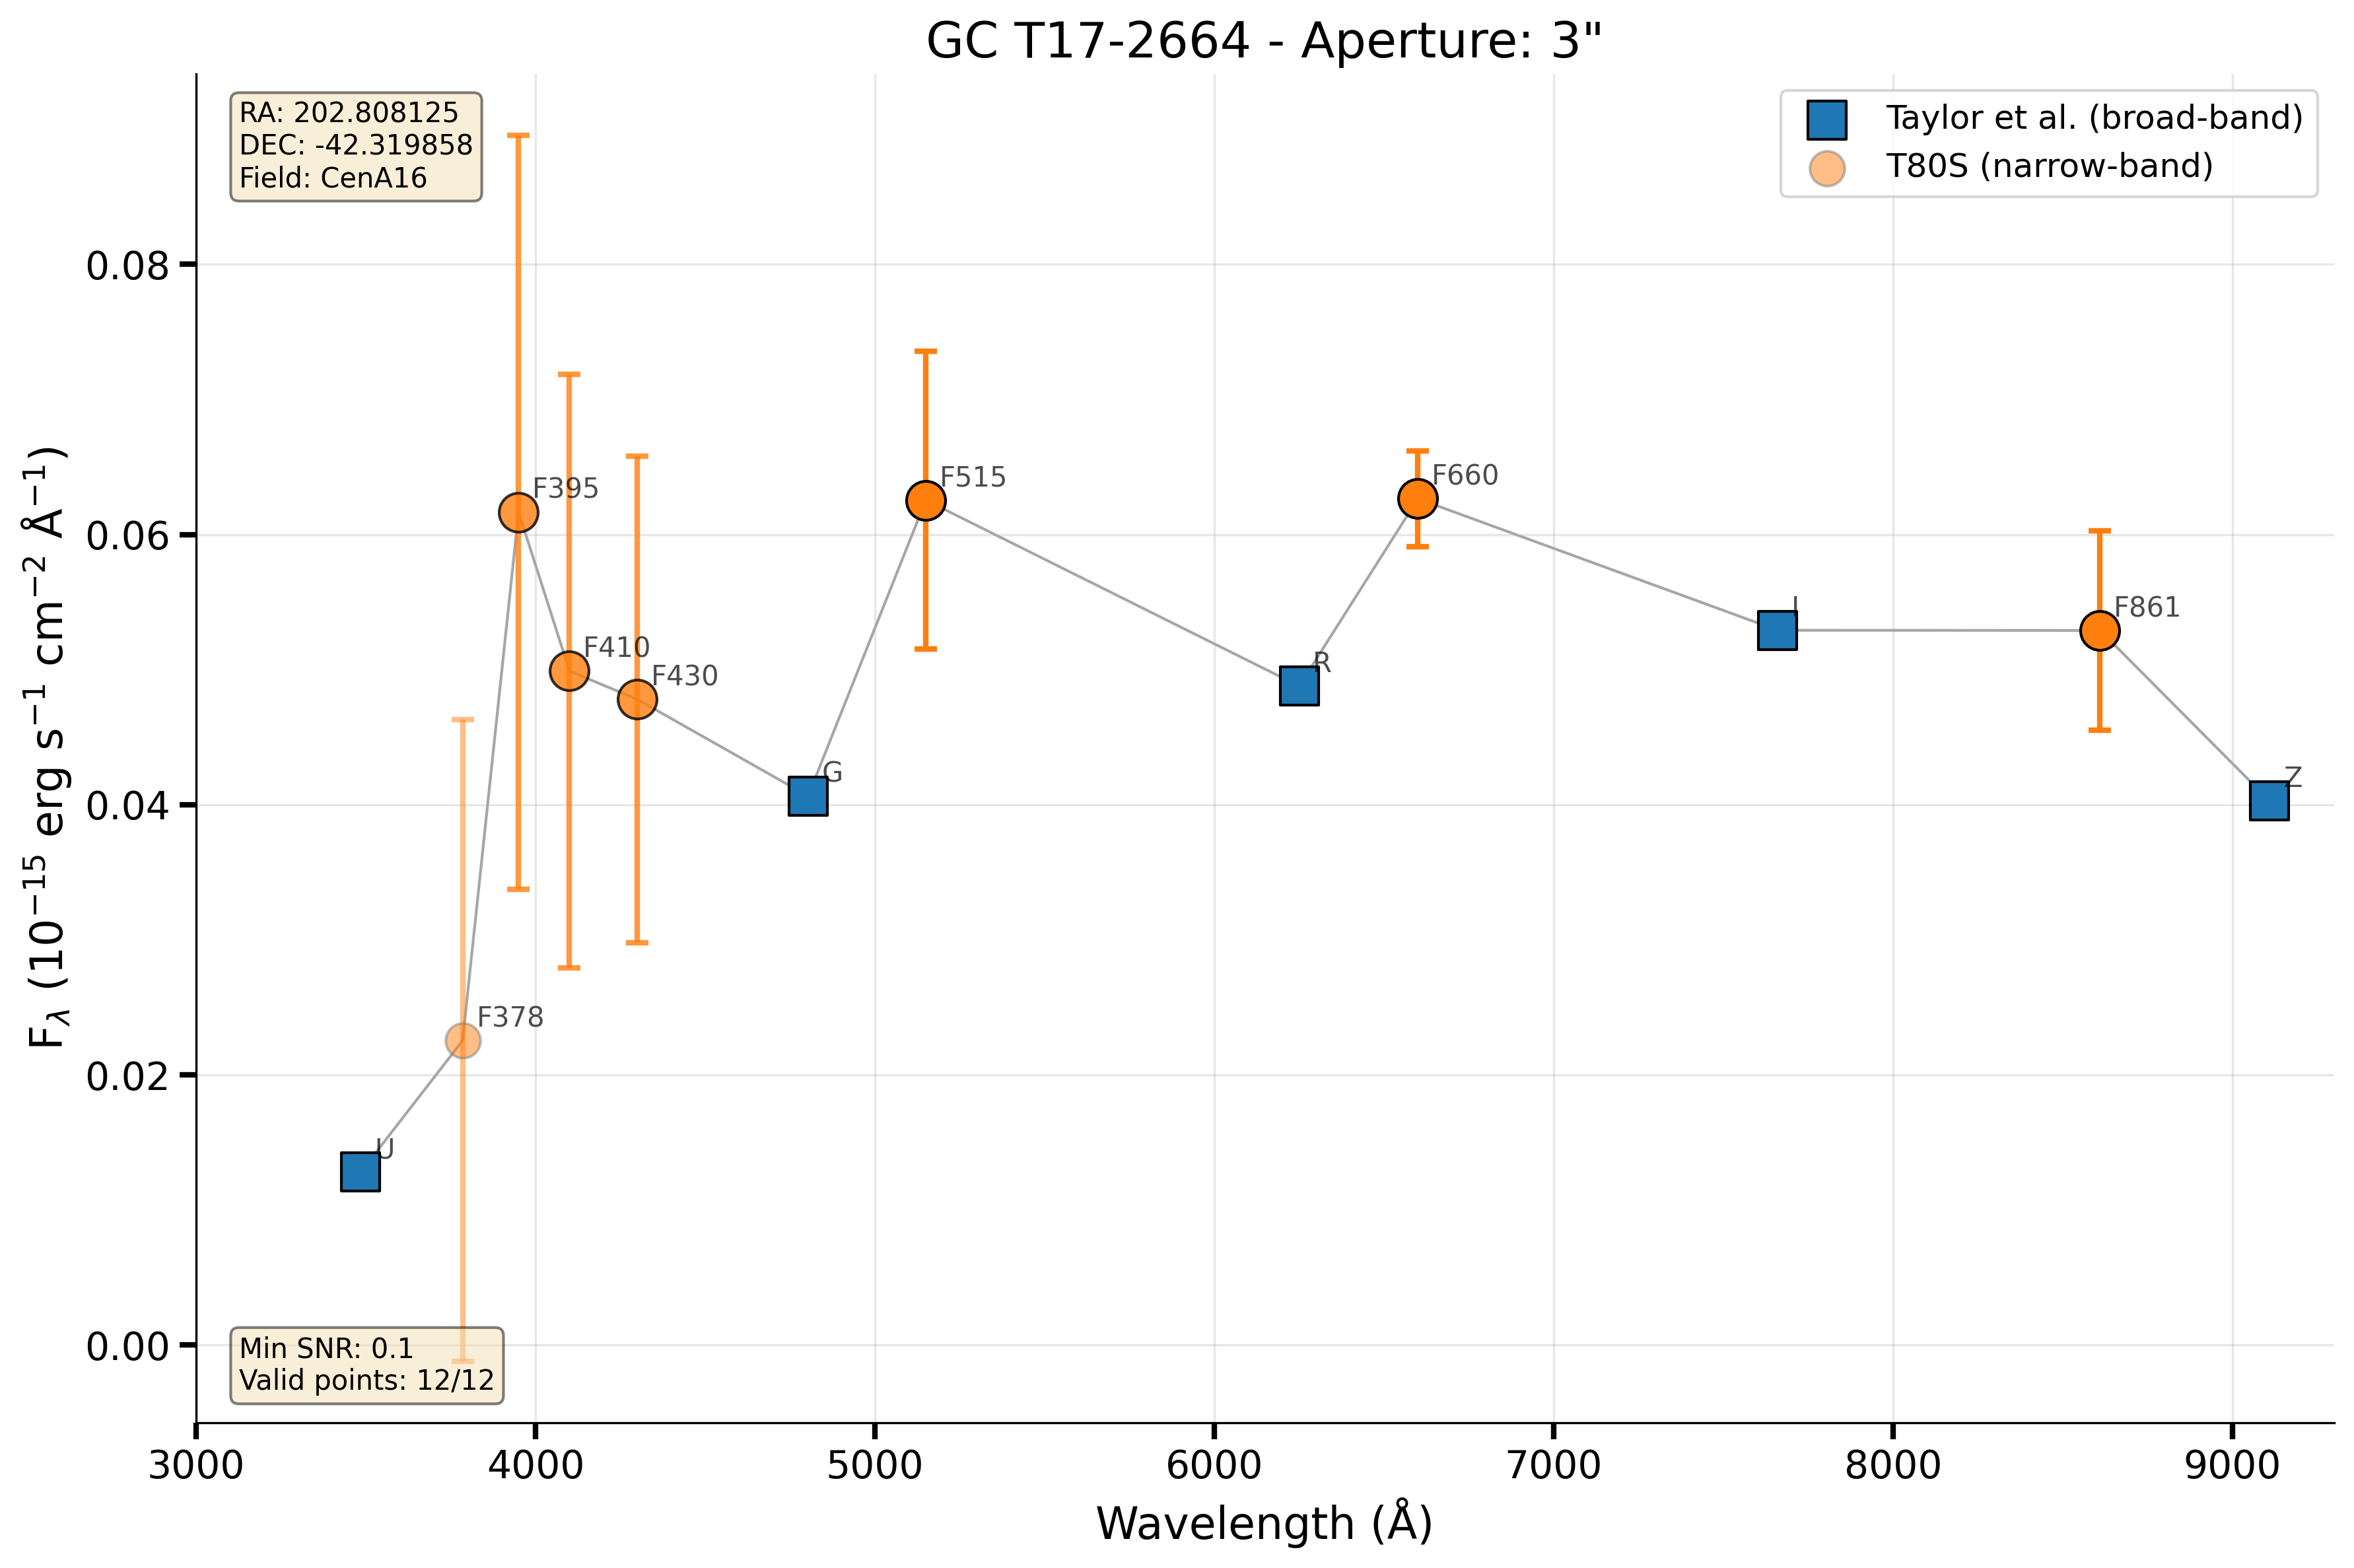 GC T17-2664 - Aperture: 3"
RA: 202.808125
DEC: -42.319858
Field: CenA16
Taylor et al. (broad-band)
T80S (narrow-band)
F395
F515
F660
F410
F430
I
F861
R
G
Z
F378
U
Min SNR: 0.1
Valid points: 12/12
0.08
0.06
0.04
0.02
0.00
F_λ (10⁻¹⁵ erg s⁻¹ cm⁻² Å⁻¹)
3000 4000 5000 6000 7000 8000 9000
Wavelength (Å)